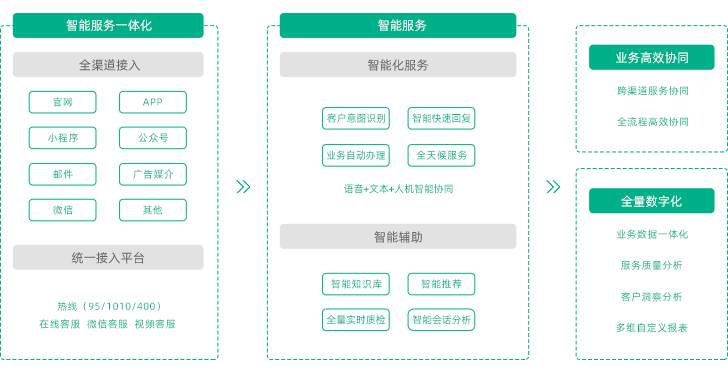 智能服务一体化
全渠道接入
官网
APP
小程序
公众号
邮件
广告媒介
微信
其他
统一接入平台
热线（95/1010/400）
在线客服 微信客服 视频客服
智能服务
智能化服务
客户意图识别
智能快速回复
业务自动办理
全天候服务
语音+文本+人机智能协同
智能辅助
智能知识库
智能推荐
全量实时质检
智能会话分析
业务高效协同
跨渠道服务协同
全流程高效协同
全量数字化
业务数据一体化
服务质量分析
客户洞察分析
多维自定义报表